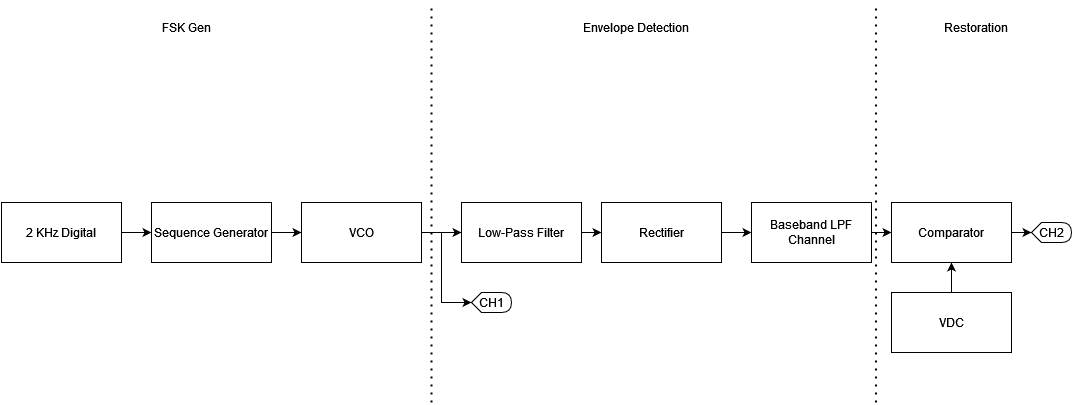 FSK Gen
Envelope Detection
Restoration
2 KHz Digital
Sequence Generator
VCO
Low-Pass Filter
Rectifier
Baseband LPF
Channel
Comparator
CH2
CH1
VDC